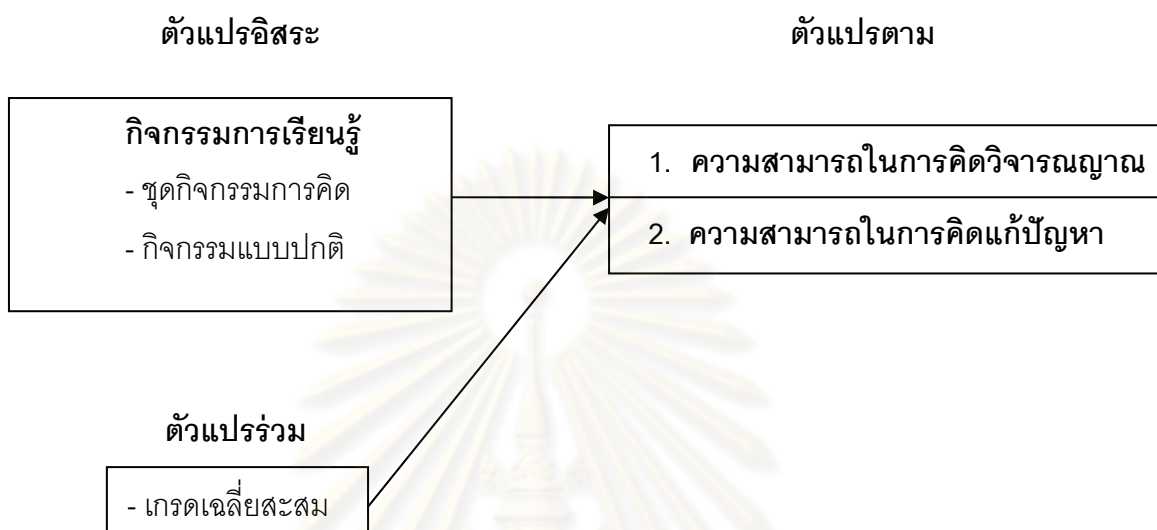 ตัวแปรอิสระ
ตัวแปรตาม
กิจกรรมการเรียนรู้
- ชุดกิจกรรมการคิด
- กิจกรรมแบบปกติ
1. ความสามารถในการคิดวิจารณญาณ
2. ความสามารถในการคิดแก้ปัญหา
ตัวแปรร่วม
- เกรดเฉลี่ยสะสม